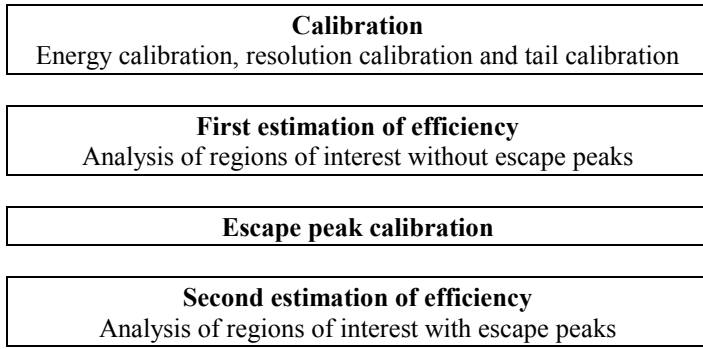 Calibration
Energy calibration, resolution calibration and tail calibration
First estimation of efficiency
Analysis of regions of interest without escape peaks
Escape peak calibration
Second estimation of efficiency
Analysis of regions of interest with escape peaks